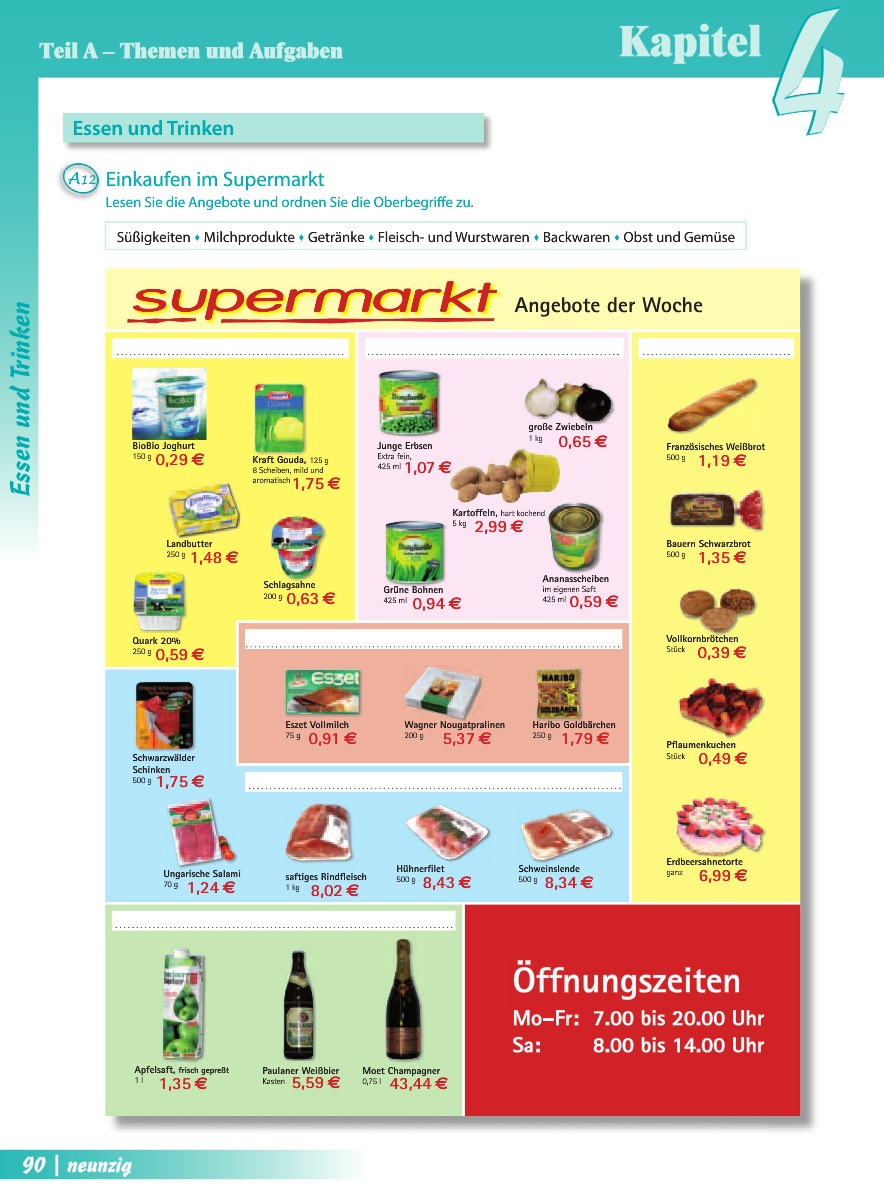 Teil A – Themen und Aufgaben
Kapitel 4
Essen und Trinken
Essen und Trinken
A12 Einkaufen im Supermarkt
Lesen Sie die Angebote und ordnen Sie die Oberbegriffe zu.
Süßigkeiten ♦ Milchprodukte ♦ Getränke ♦ Fleisch- und Wurstwaren ♦ Backwaren ♦ Obst und Gemüse
supermarkt Angebote der Woche
BioBio
BioBio Joghurt
150 g 0,29 €
Kraft Gouda, 125 g
8 Scheiben, mild und
aromatisch 1,75 €
Landbutter
250 g 1,48 €
Schlagsahne
200 g 0,63 €
Quark 20%
250 g 0,59 €
Bonduelle
Junge Erbsen
Extra fein,
425 ml 1,07 €
große Zwiebeln
1 kg 0,65 €
Kartoffeln, hart kochend
5 kg 2,99 €
Bonduelle
Grüne Bohnen
425 ml 0,94 €
Ananasscheiben
im eigenen Saft
425 ml 0,59 €
Französisches Weißbrot
500 g 1,19 €
Bauern Schwarzbrot
500 g 1,35 €
Vollkornbrötchen
Stück 0,39 €
Pflaumenkuchen
Stück 0,49 €
Erdbeersahnetorte
ganz 6,99 €
Eszet
Eszet Vollmilch
75 g 0,91 €
Wagner Nougatpralinen
200 g 5,37 €
HARIBO
GOLDBÄREN
Haribo Goldbärchen
250 g 1,79 €
Schwarzwälder
Schinken
500 g 1,75 €
Ungarische Salami
70 g 1,24 €
saftiges Rindfleisch
1 kg 8,02 €
Hühnerfilet
500 g 8,43 €
Schweinslende
500 g 8,34 €
Apfelsaft, frisch gepreßt
1 l 1,35 €
Paulaner Weißbier
Kasten 5,59 €
Moet Champagner
0,75 l 43,44 €
Öffnungszeiten
Mo–Fr: 7.00 bis 20.00 Uhr
Sa: 8.00 bis 14.00 Uhr
90 | neunzig